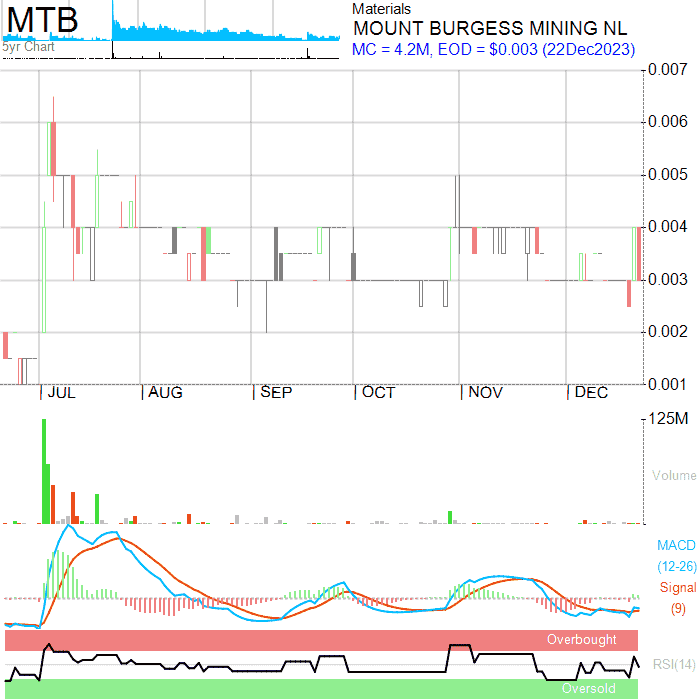 MTB
5yr Chart
Materials
MOUNT BURGESS MINING NL
MC = 4.2M, EOD = $0.003 (22Dec2023)
0.007
0.006
0.005
0.004
0.003
0.002
0.001
JUL AUG SEP OCT NOV DEC
125M
Volume
MACD
(12-26)
Signal
(9)
Overbought
RSI(14)
Oversold